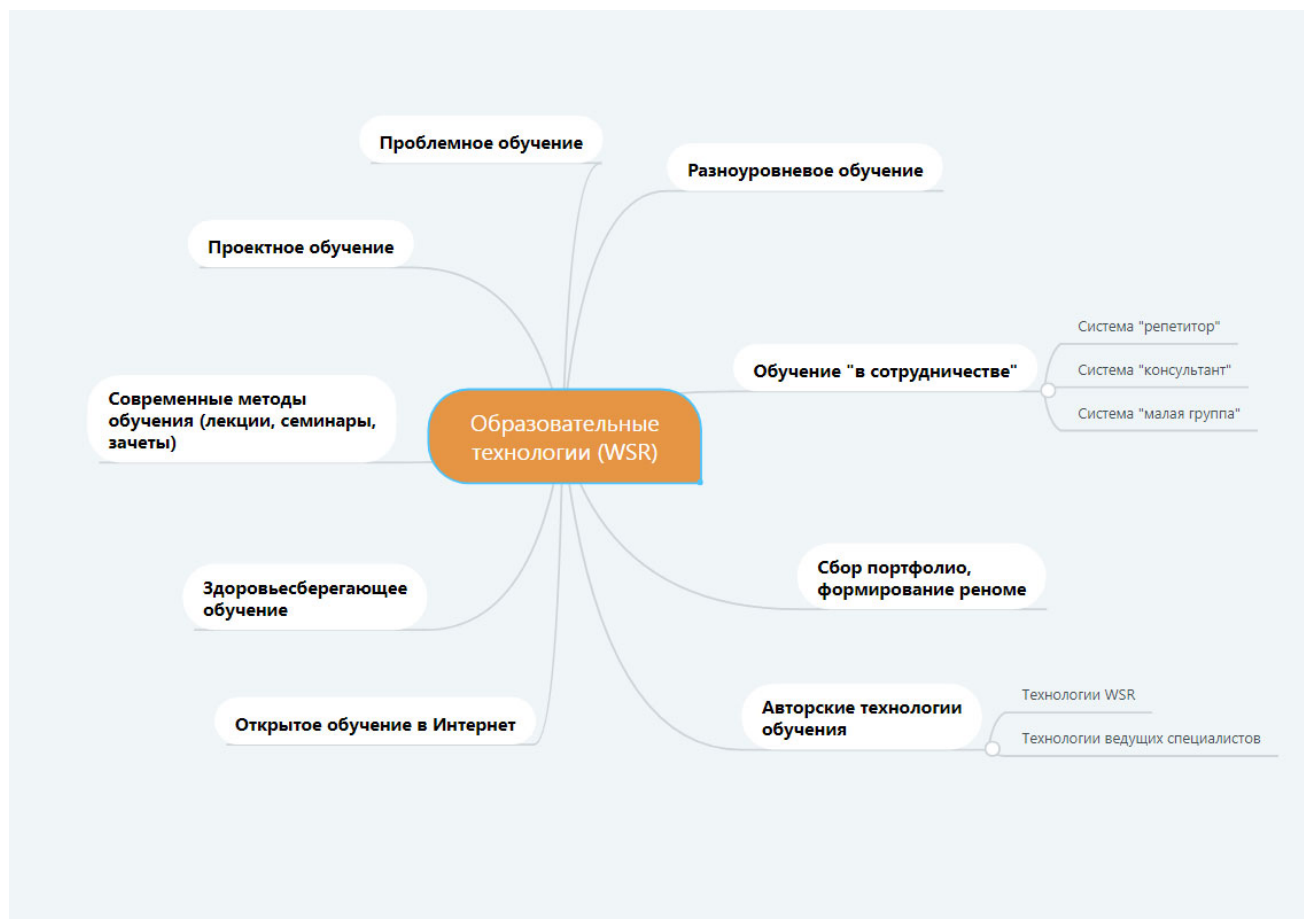 Проблемное обучение
Разноуровневое обучение
Проектное обучение
Система "репетитор"
Обучение "в сотрудничестве"
Система "консультант"
Система "малая группа"
Современные методы
обучения (лекции, семинары,
зачеты)
Образовательные
технологии (WSR)
Сбор портфолио,
формирование реноме
Здоровьесберегающее
обучение
Авторские технологии
обучения
Технологии WSR
Технологии ведущих специалистов
Открытое обучение в Интернет